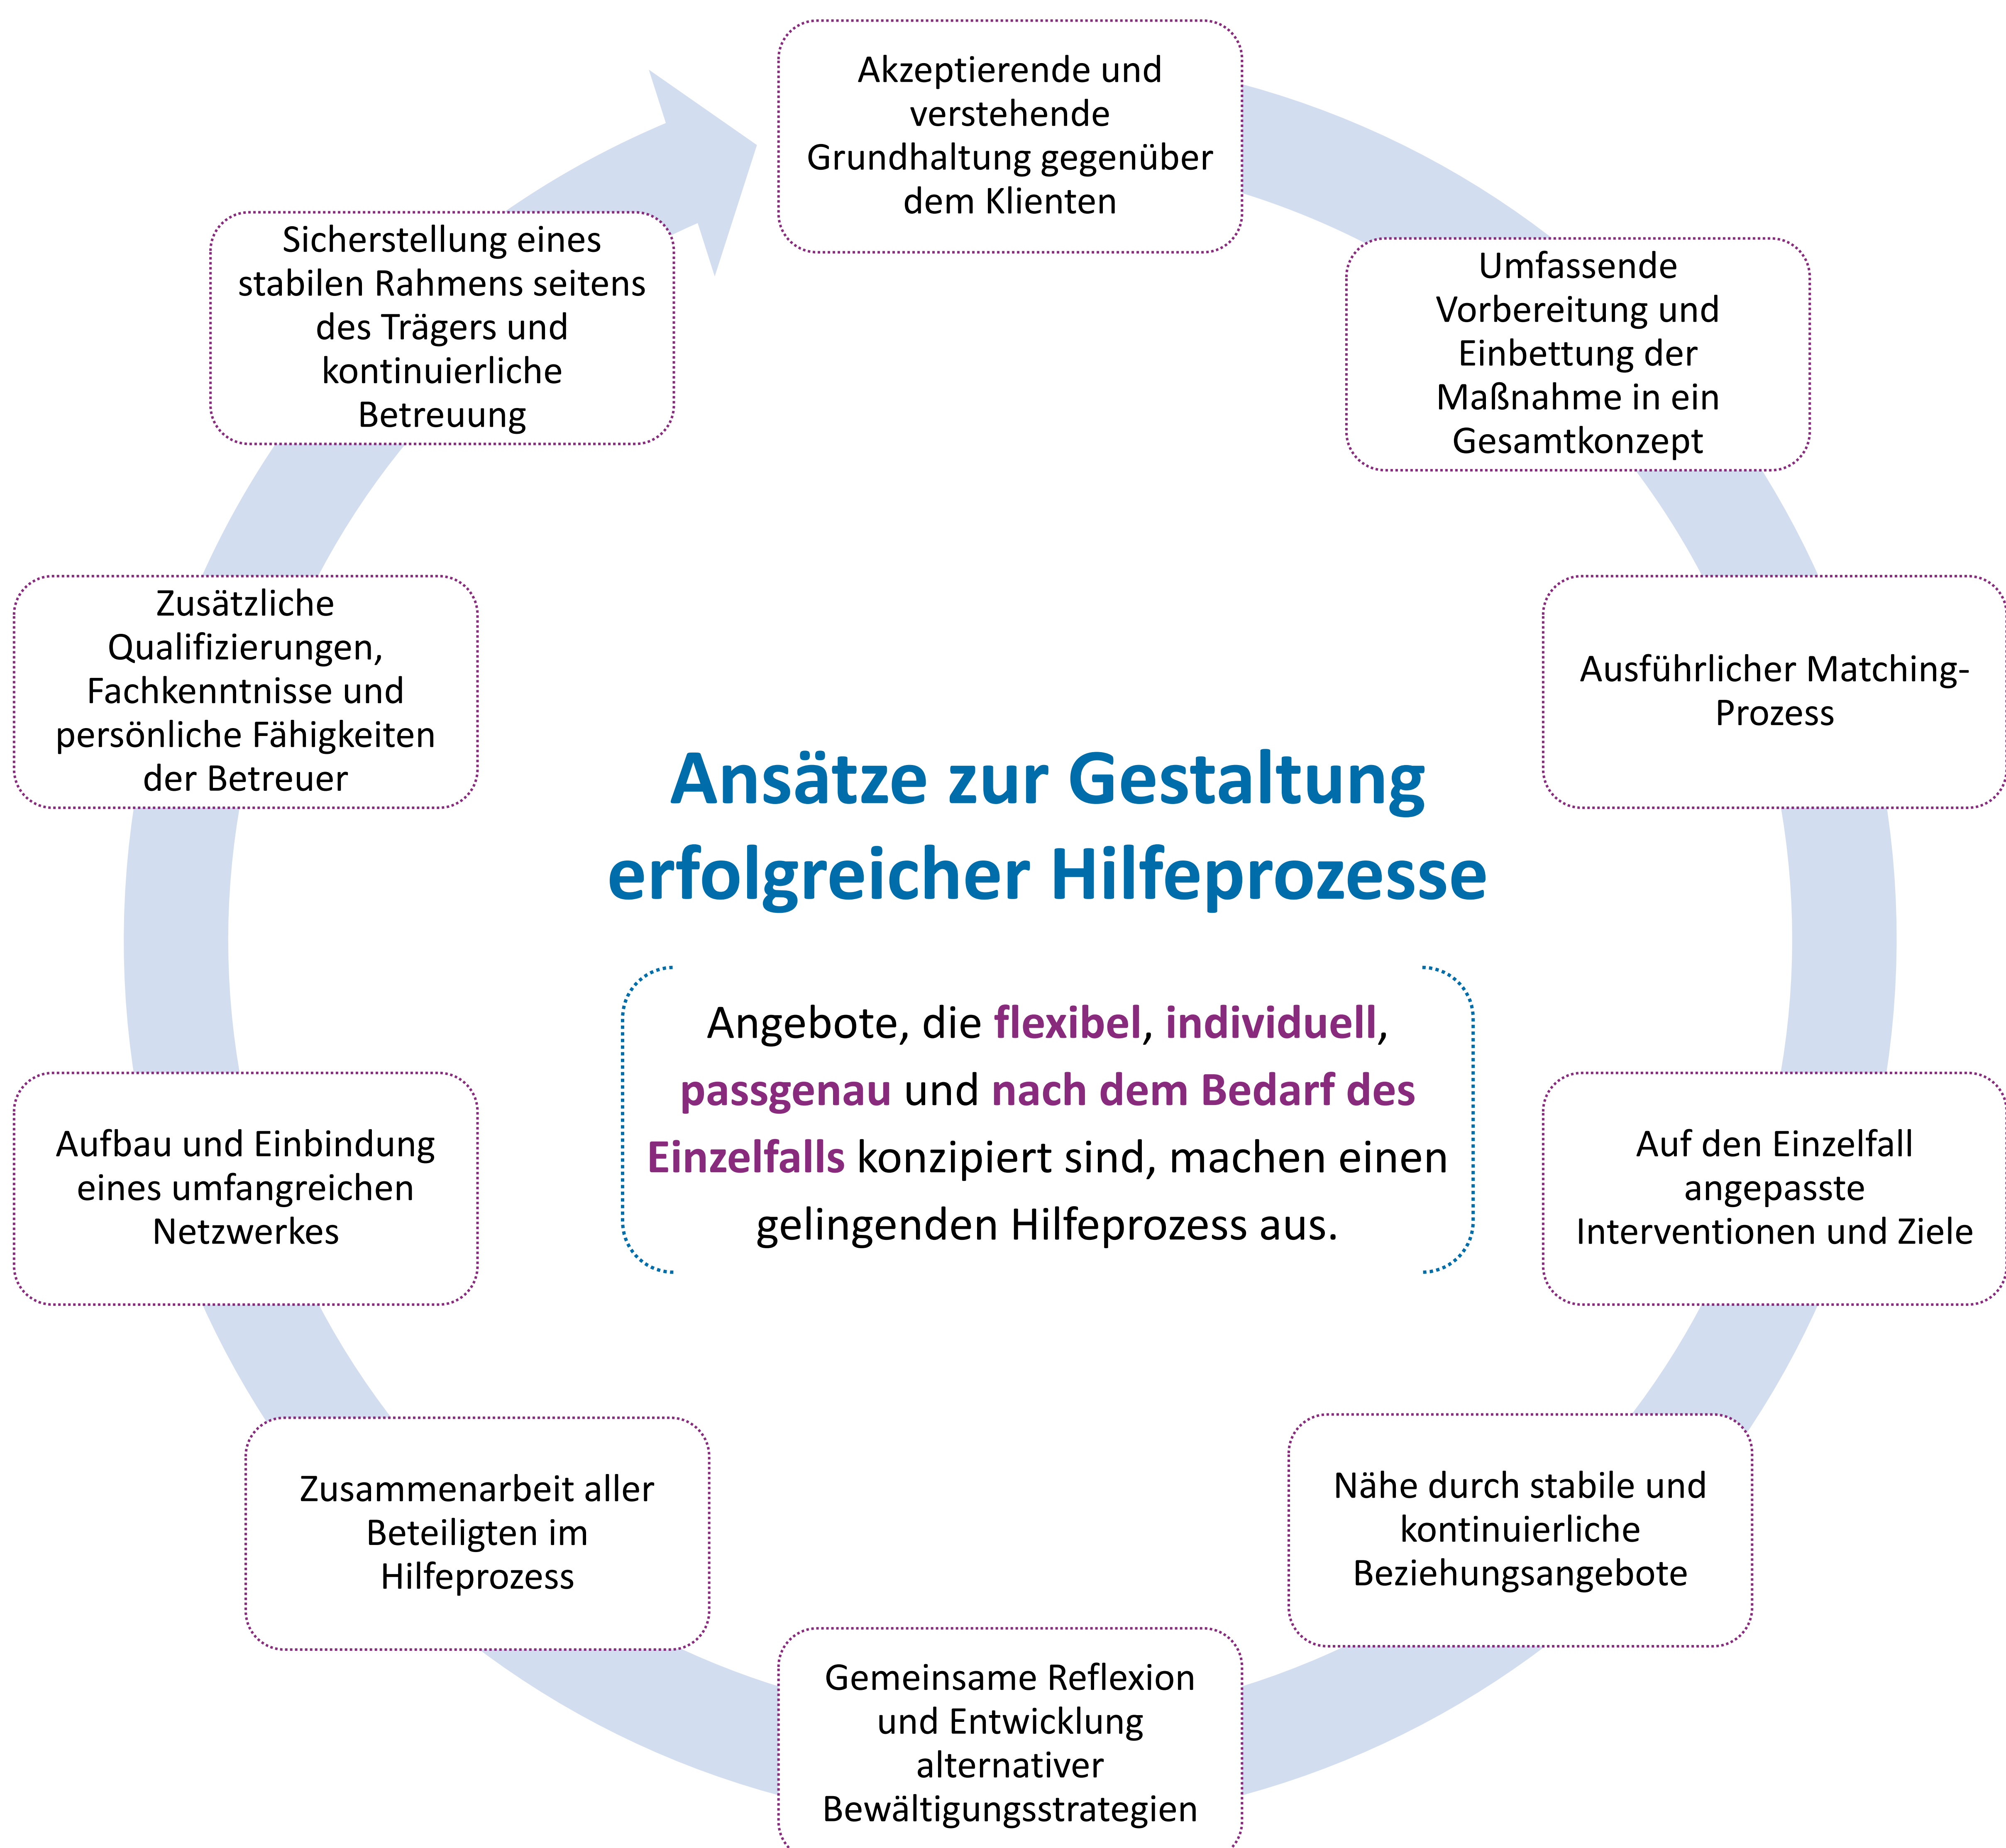 Akzeptierende und
verstehende
Grundhaltung gegenüber
dem Klienten
Umfassende
Vorbereitung und
Einbettung der
Maßnahme in ein
Gesamtkonzept
Ausführlicher Matching-
Prozess
Auf den Einzelfall
angepasste
Interventionen und Ziele
Nähe durch stabile und
kontinuierliche
Beziehungsangebote
Gemeinsame Reflexion
und Entwicklung
alternativer
Bewältigungsstrategien
Zusammenarbeit aller
Beteiligten im
Hilfeprozess
Aufbau und Einbindung
eines umfangreichen
Netzwerkes
Zusätzliche
Qualifizierungen,
Fachkenntnisse und
persönliche Fähigkeiten
der Betreuer
Sicherstellung eines
stabilen Rahmens seitens
des Trägers und
kontinuierliche
Betreuung
Ansätze zur Gestaltung
erfolgreicher Hilfeprozesse
Angebote, die flexibel, individuell,
passgenau und nach dem Bedarf des
Einzelfalls konzipiert sind, machen einen
gelingenden Hilfeprozess aus.